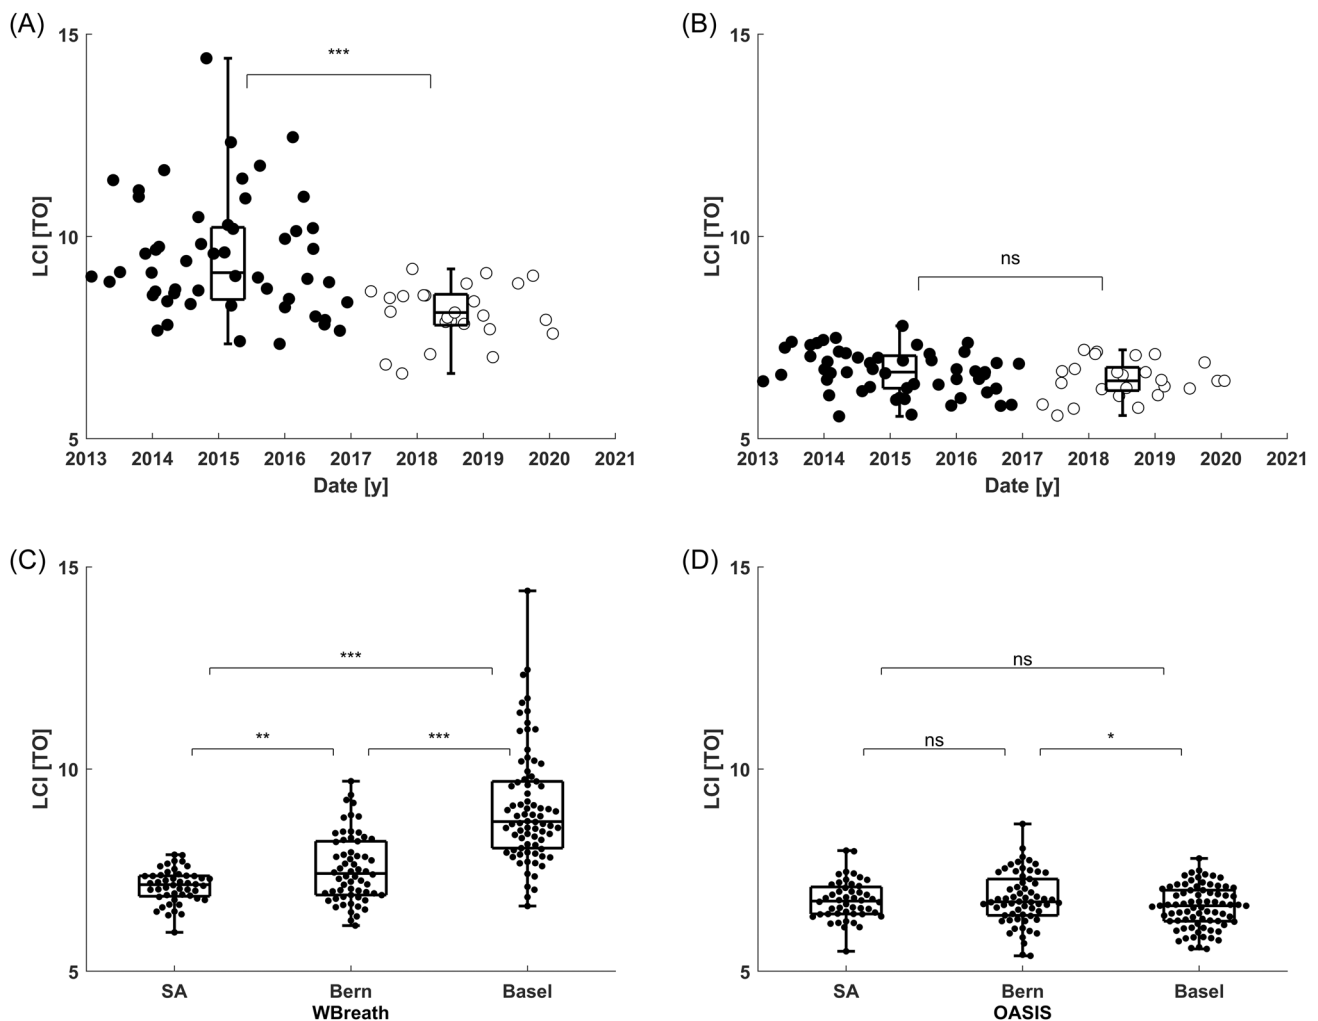 (A)
15
***
10
LCI [TO]
5
2013 2014 2015 2016 2017 2018 2019 2020 2021
Date [y]
(B)
15
ns
10
LCI [TO]
5
2013 2014 2015 2016 2017 2018 2019 2020 2021
Date [y]
(C)
15
***
** ***
10
LCI [TO]
5
SA Bern Basel
WBreath
(D)
15
ns
ns *
10
LCI [TO]
5
SA Bern Basel
OASIS